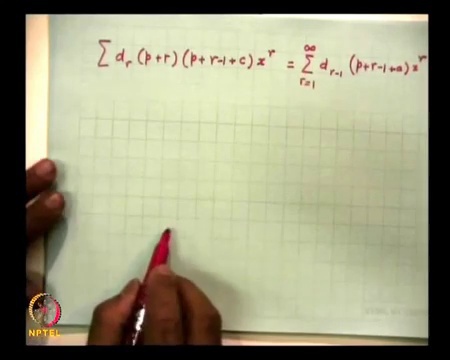 ∑ d_r (p+r) (p+r-1+c) x^r = ∑_{r=1}^{∞} d_{r-1} (p+r-1+a) x^r
NPTEL